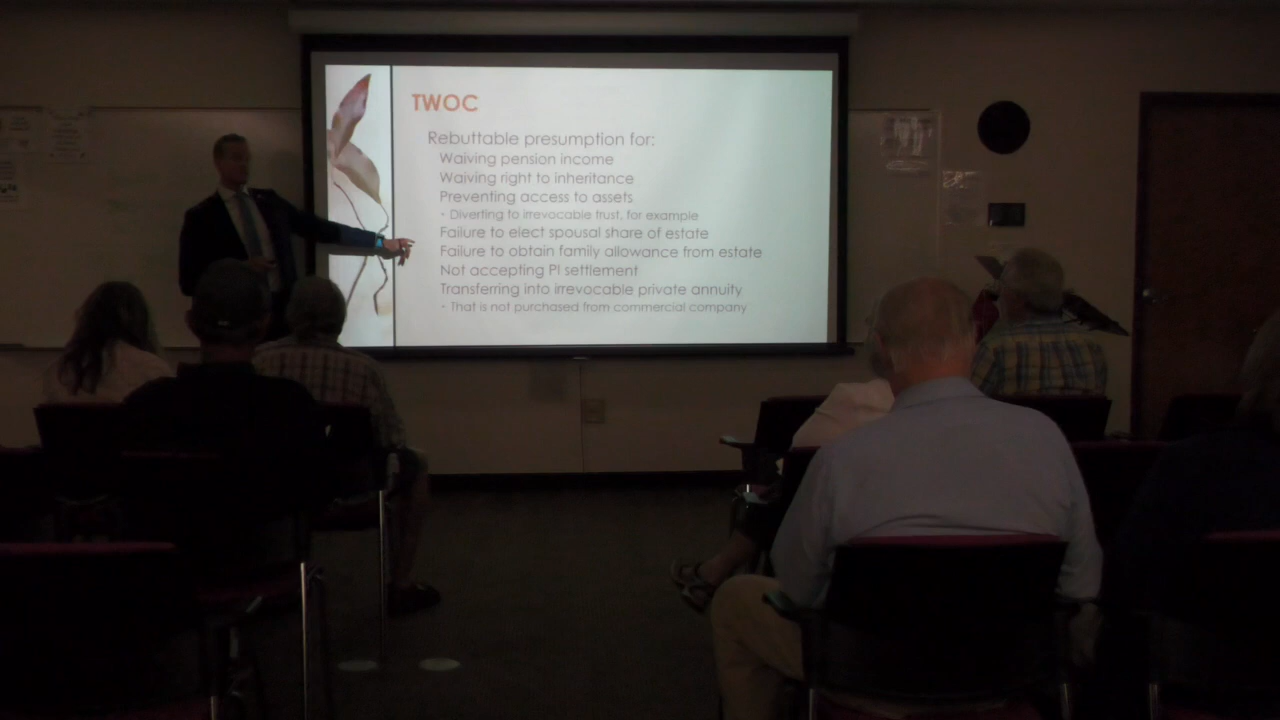 TWOC
Rebuttable presumption for:
Waiving pension income
Waiving right to inheritance
Preventing access to assets
- Diverting to irrevocable trust, for example
Failure to elect spousal share of estate
Failure to obtain family allowance from estate
Not accepting PI settlement
Transferring into irrevocable private annuity
- That is not purchased from commercial company